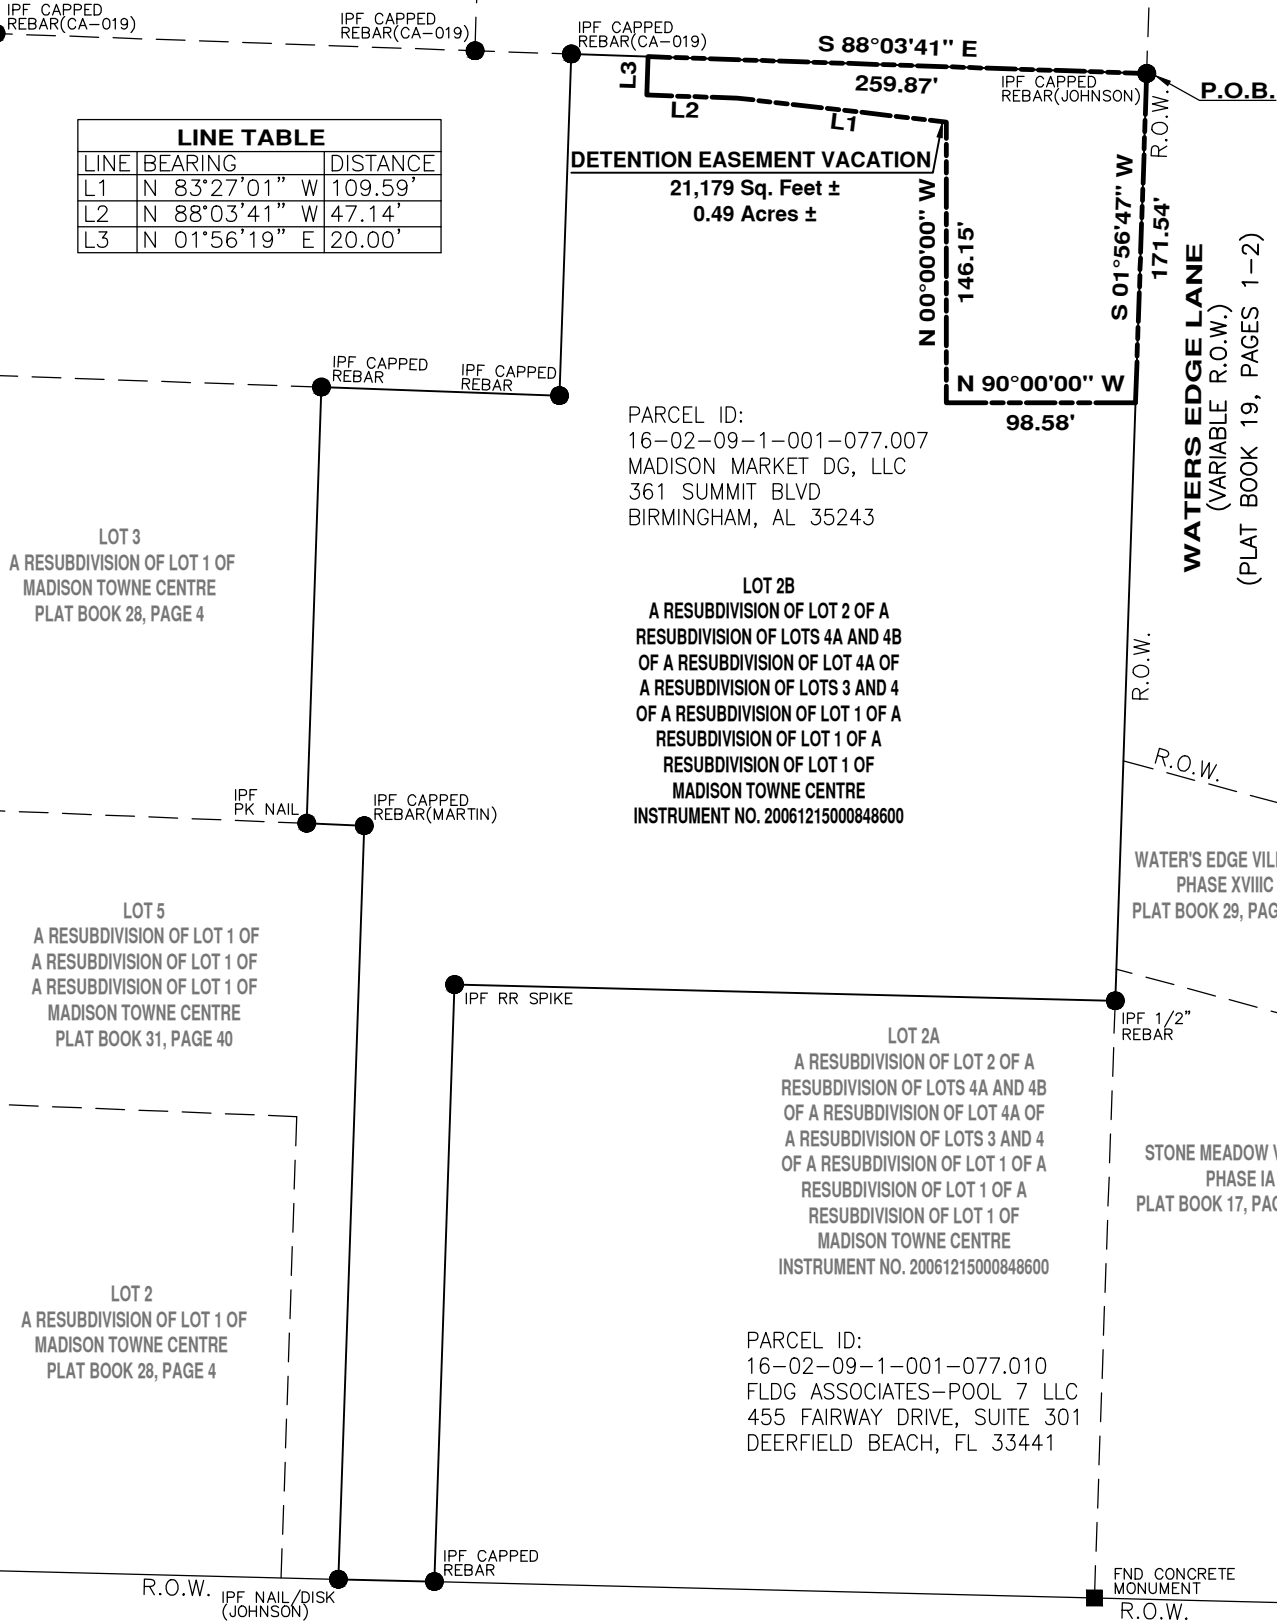 IPF CAPPED
REBAR(CA-019)
IPF CAPPED
REBAR(CA-019)
IPF CAPPED
REBAR(CA-019)
S 88°03'41" E
259.87'
IPF CAPPED
REBAR(JOHNSON)
P.O.B.
R.O.W.
L3
L2
L1
LINE TABLE
LINE BEARING DISTANCE
L1 N 83°27'01" W 109.59'
L2 N 88°03'41" W 47.14'
L3 N 01°56'19" E 20.00'
DETENTION EASEMENT VACATION
21,179 Sq. Feet ±
0.49 Acres ±
N 00°00'00" W
146.15'
S 01°56'47" W
171.54'
N 90°00'00" W
98.58'
WATERS EDGE LANE
(VARIABLE R.O.W.)
(PLAT BOOK 19, PAGES 1-2)
IPF CAPPED
REBAR
IPF CAPPED
REBAR
PARCEL ID:
16-02-09-1-001-077.007
MADISON MARKET DG, LLC
361 SUMMIT BLVD
BIRMINGHAM, AL 35243
LOT 3
A RESUBDIVISION OF LOT 1 OF
MADISON TOWNE CENTRE
PLAT BOOK 28, PAGE 4
LOT 2B
A RESUBDIVISION OF LOT 2 OF A
RESUBDIVISION OF LOTS 4A AND 4B
OF A RESUBDIVISION OF LOT 4A OF
A RESUBDIVISION OF LOTS 3 AND 4
OF A RESUBDIVISION OF LOT 1 OF A
RESUBDIVISION OF LOT 1 OF A
RESUBDIVISION OF LOT 1 OF
MADISON TOWNE CENTRE
INSTRUMENT NO. 20061215000848600
R.O.W.
R.O.W.
IPF
PK NAIL
IPF CAPPED
REBAR(MARTIN)
WATER'S EDGE VIL
PHASE XVIIIC
PLAT BOOK 29, PAG
LOT 5
A RESUBDIVISION OF LOT 1 OF
A RESUBDIVISION OF LOT 1 OF
A RESUBDIVISION OF LOT 1 OF
MADISON TOWNE CENTRE
PLAT BOOK 31, PAGE 40
IPF RR SPIKE
IPF 1/2"
REBAR
LOT 2A
A RESUBDIVISION OF LOT 2 OF A
RESUBDIVISION OF LOTS 4A AND 4B
OF A RESUBDIVISION OF LOT 4A OF
A RESUBDIVISION OF LOTS 3 AND 4
OF A RESUBDIVISION OF LOT 1 OF A
RESUBDIVISION OF LOT 1 OF A
RESUBDIVISION OF LOT 1 OF
MADISON TOWNE CENTRE
INSTRUMENT NO. 20061215000848600
STONE MEADOW V
PHASE IA
PLAT BOOK 17, PAG
LOT 2
A RESUBDIVISION OF LOT 1 OF
MADISON TOWNE CENTRE
PLAT BOOK 28, PAGE 4
PARCEL ID:
16-02-09-1-001-077.010
FLDG ASSOCIATES-POOL 7 LLC
455 FAIRWAY DRIVE, SUITE 301
DEERFIELD BEACH, FL 33441
IPF CAPPED
REBAR
R.O.W.
IPF NAIL/DISK
(JOHNSON)
FND CONCRETE
MONUMENT
R.O.W.